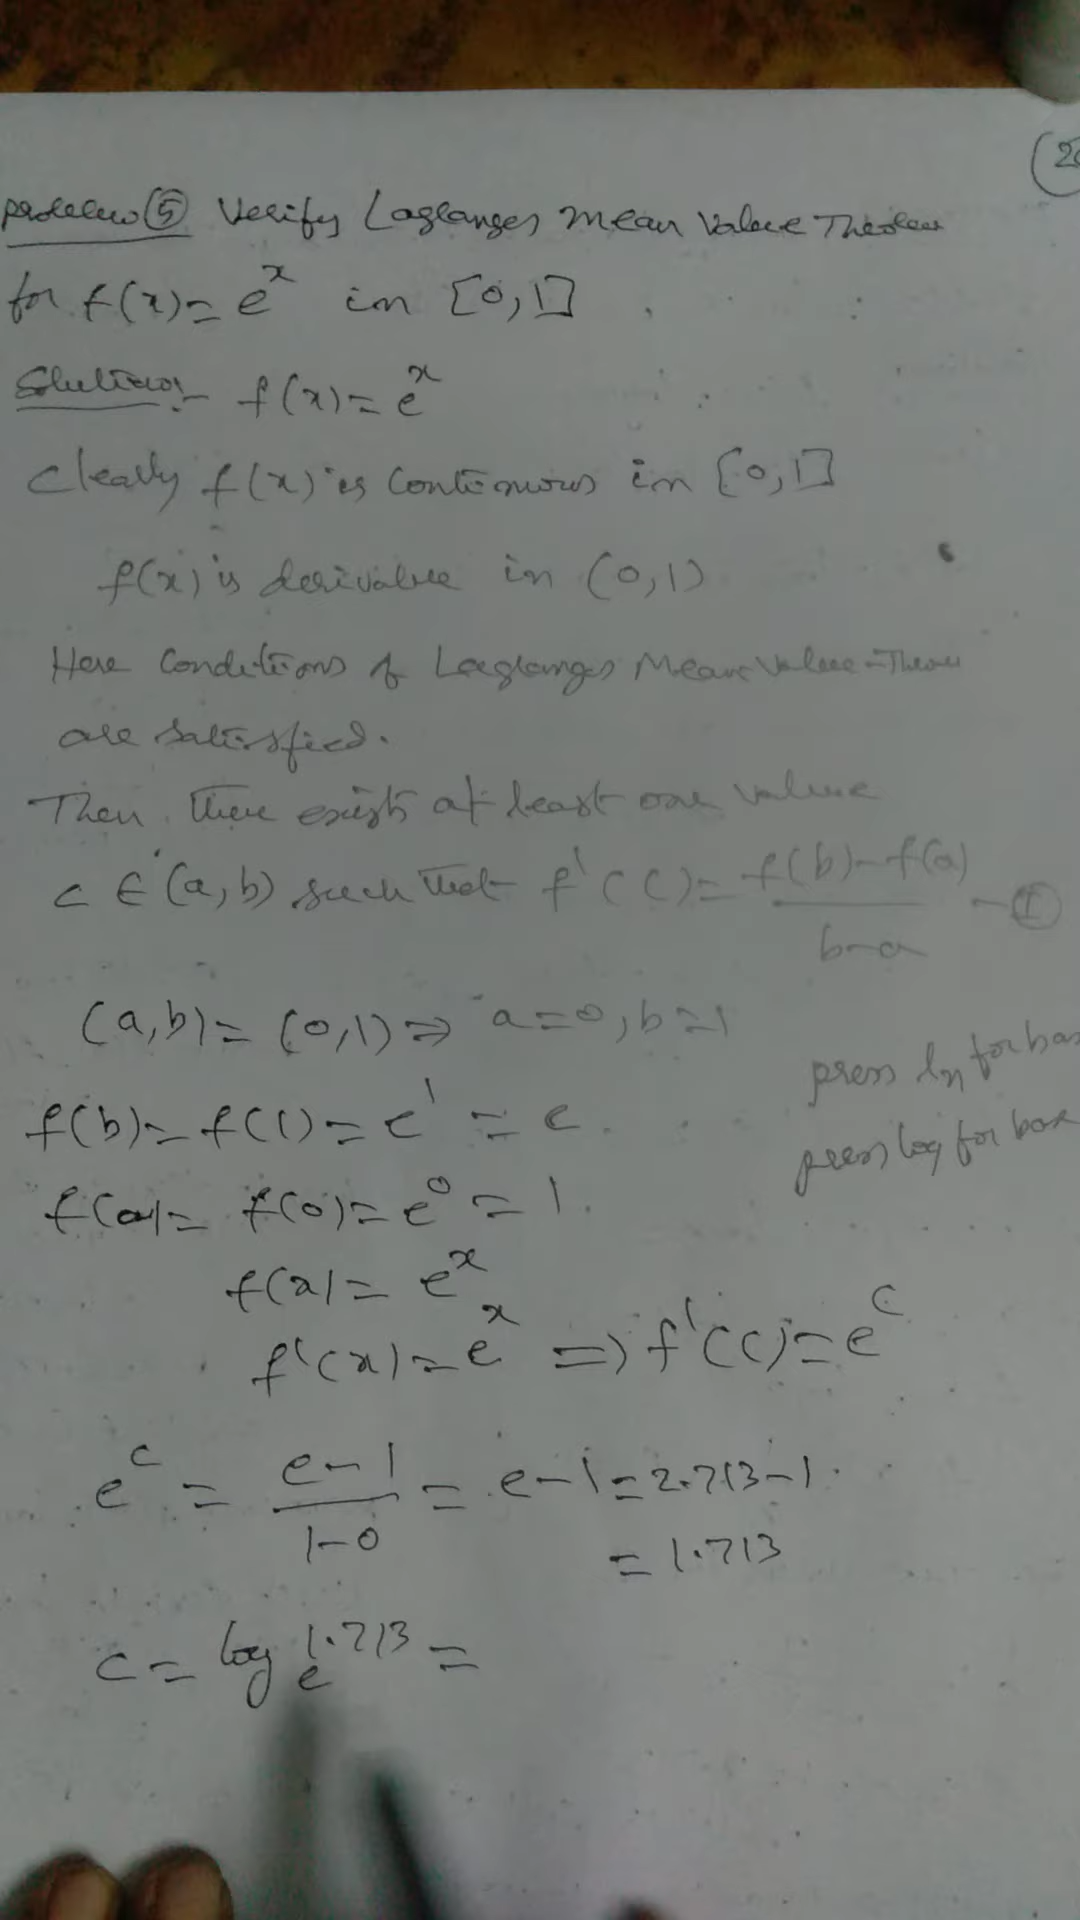 (20
Problem (5) Verify Lagranges Mean Value Theorem
for f(x) = e^x in [0,1].
Solution:- f(x) = e^x
Clearly f(x) is continuous in [0,1]
f(x) is derivable in (0,1)
Here Conditions of Lagranges Mean Value Theorem
are satisfied.
Then there exists at least one value
c ∈ (a,b) such that f'(c) = f(b)-f(a) / b-a - (1)
(a,b) = (0,1) ⇒ a=0, b=1
press ln for bas
f(b) = f(1) = e^1 = e.
press log for base
f(a) = f(0) = e^0 = 1.
f(x) = e^x
f'(x) = e^x ⇒ f'(c) = e^c
e^c = e-1 / 1-0 = e-1 = 2.713-1.
= 1.713
c = log_e 1.713 =